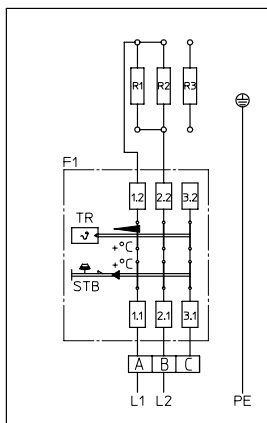 R1 R2 R3
F1
1.2 2.2 3.2
TR
+°C
+°C
STB
1.1 2.1 3.1
A B C
L1 L2 PE